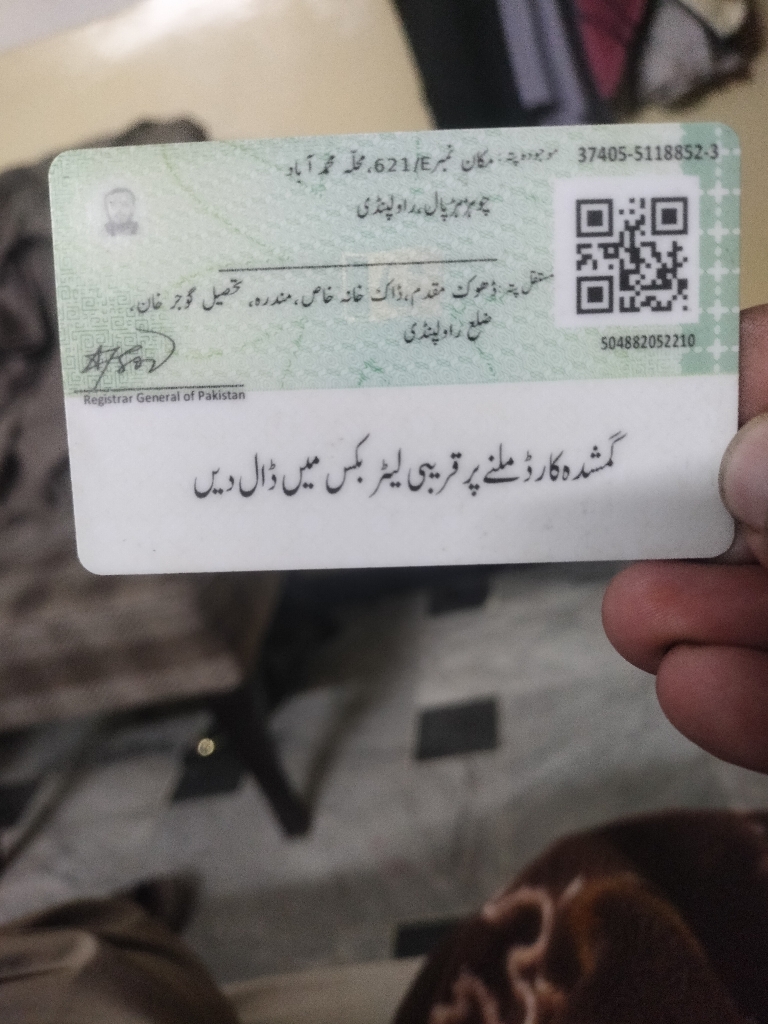 37405-5118852-3
موجودہ پتہ: مکان نمبر 621/E، محلہ محمد آباد
چوہڑ ہڑپال، راولپنڈی
مستقل پتہ: ڈھوک مقدم، ڈاک خانہ خاص، مندرہ، تحصیل گوجر خان،
ضلع راولپنڈی
504882052210
Registrar General of Pakistan
گمشدہ کارڈ ملنے پر قریبی لیٹر بکس میں ڈال دیں